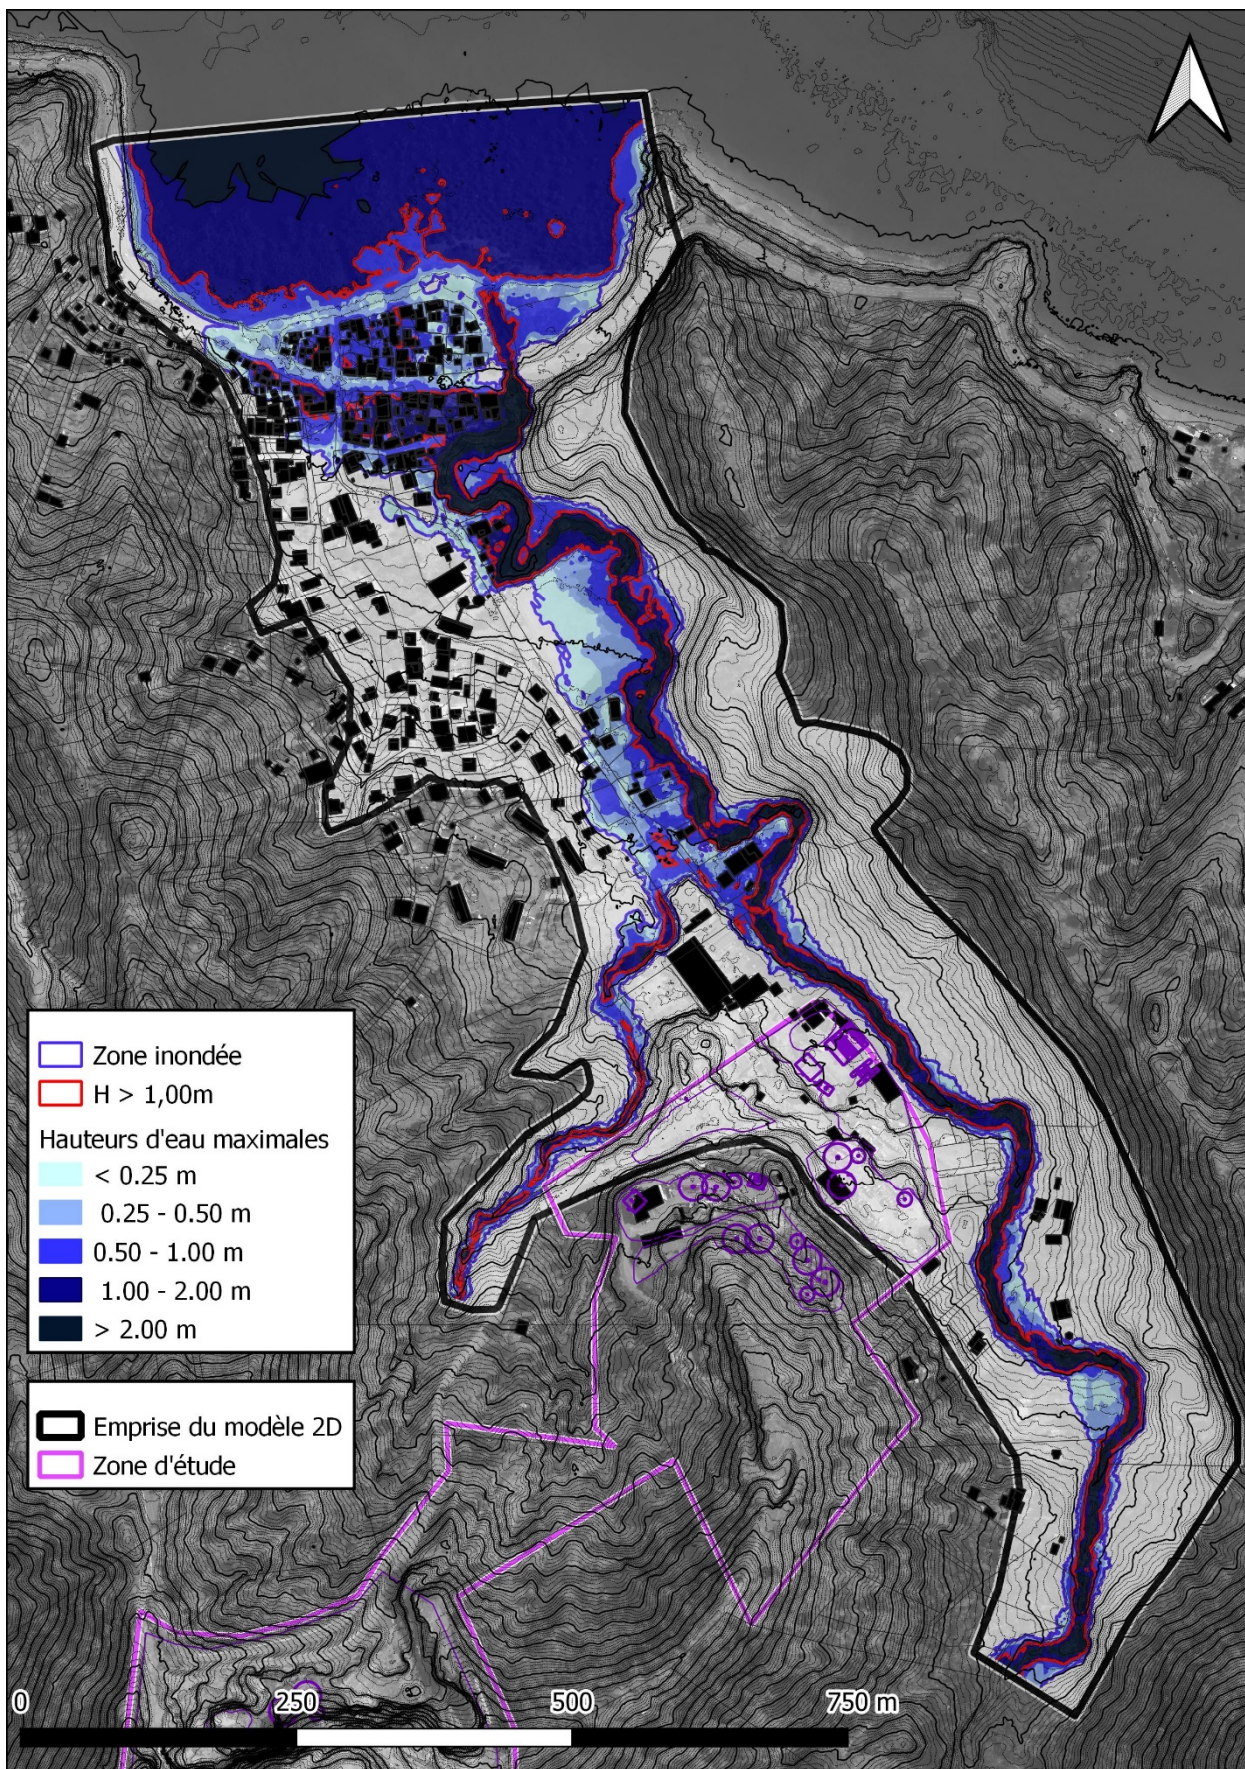 Zone inondée
H > 1,00m
Hauteurs d'eau maximales
< 0.25 m
0.25 - 0.50 m
0.50 - 1.00 m
1.00 - 2.00 m
> 2.00 m
Emprise du modèle 2D
Zone d'étude
0 250 500 750 m